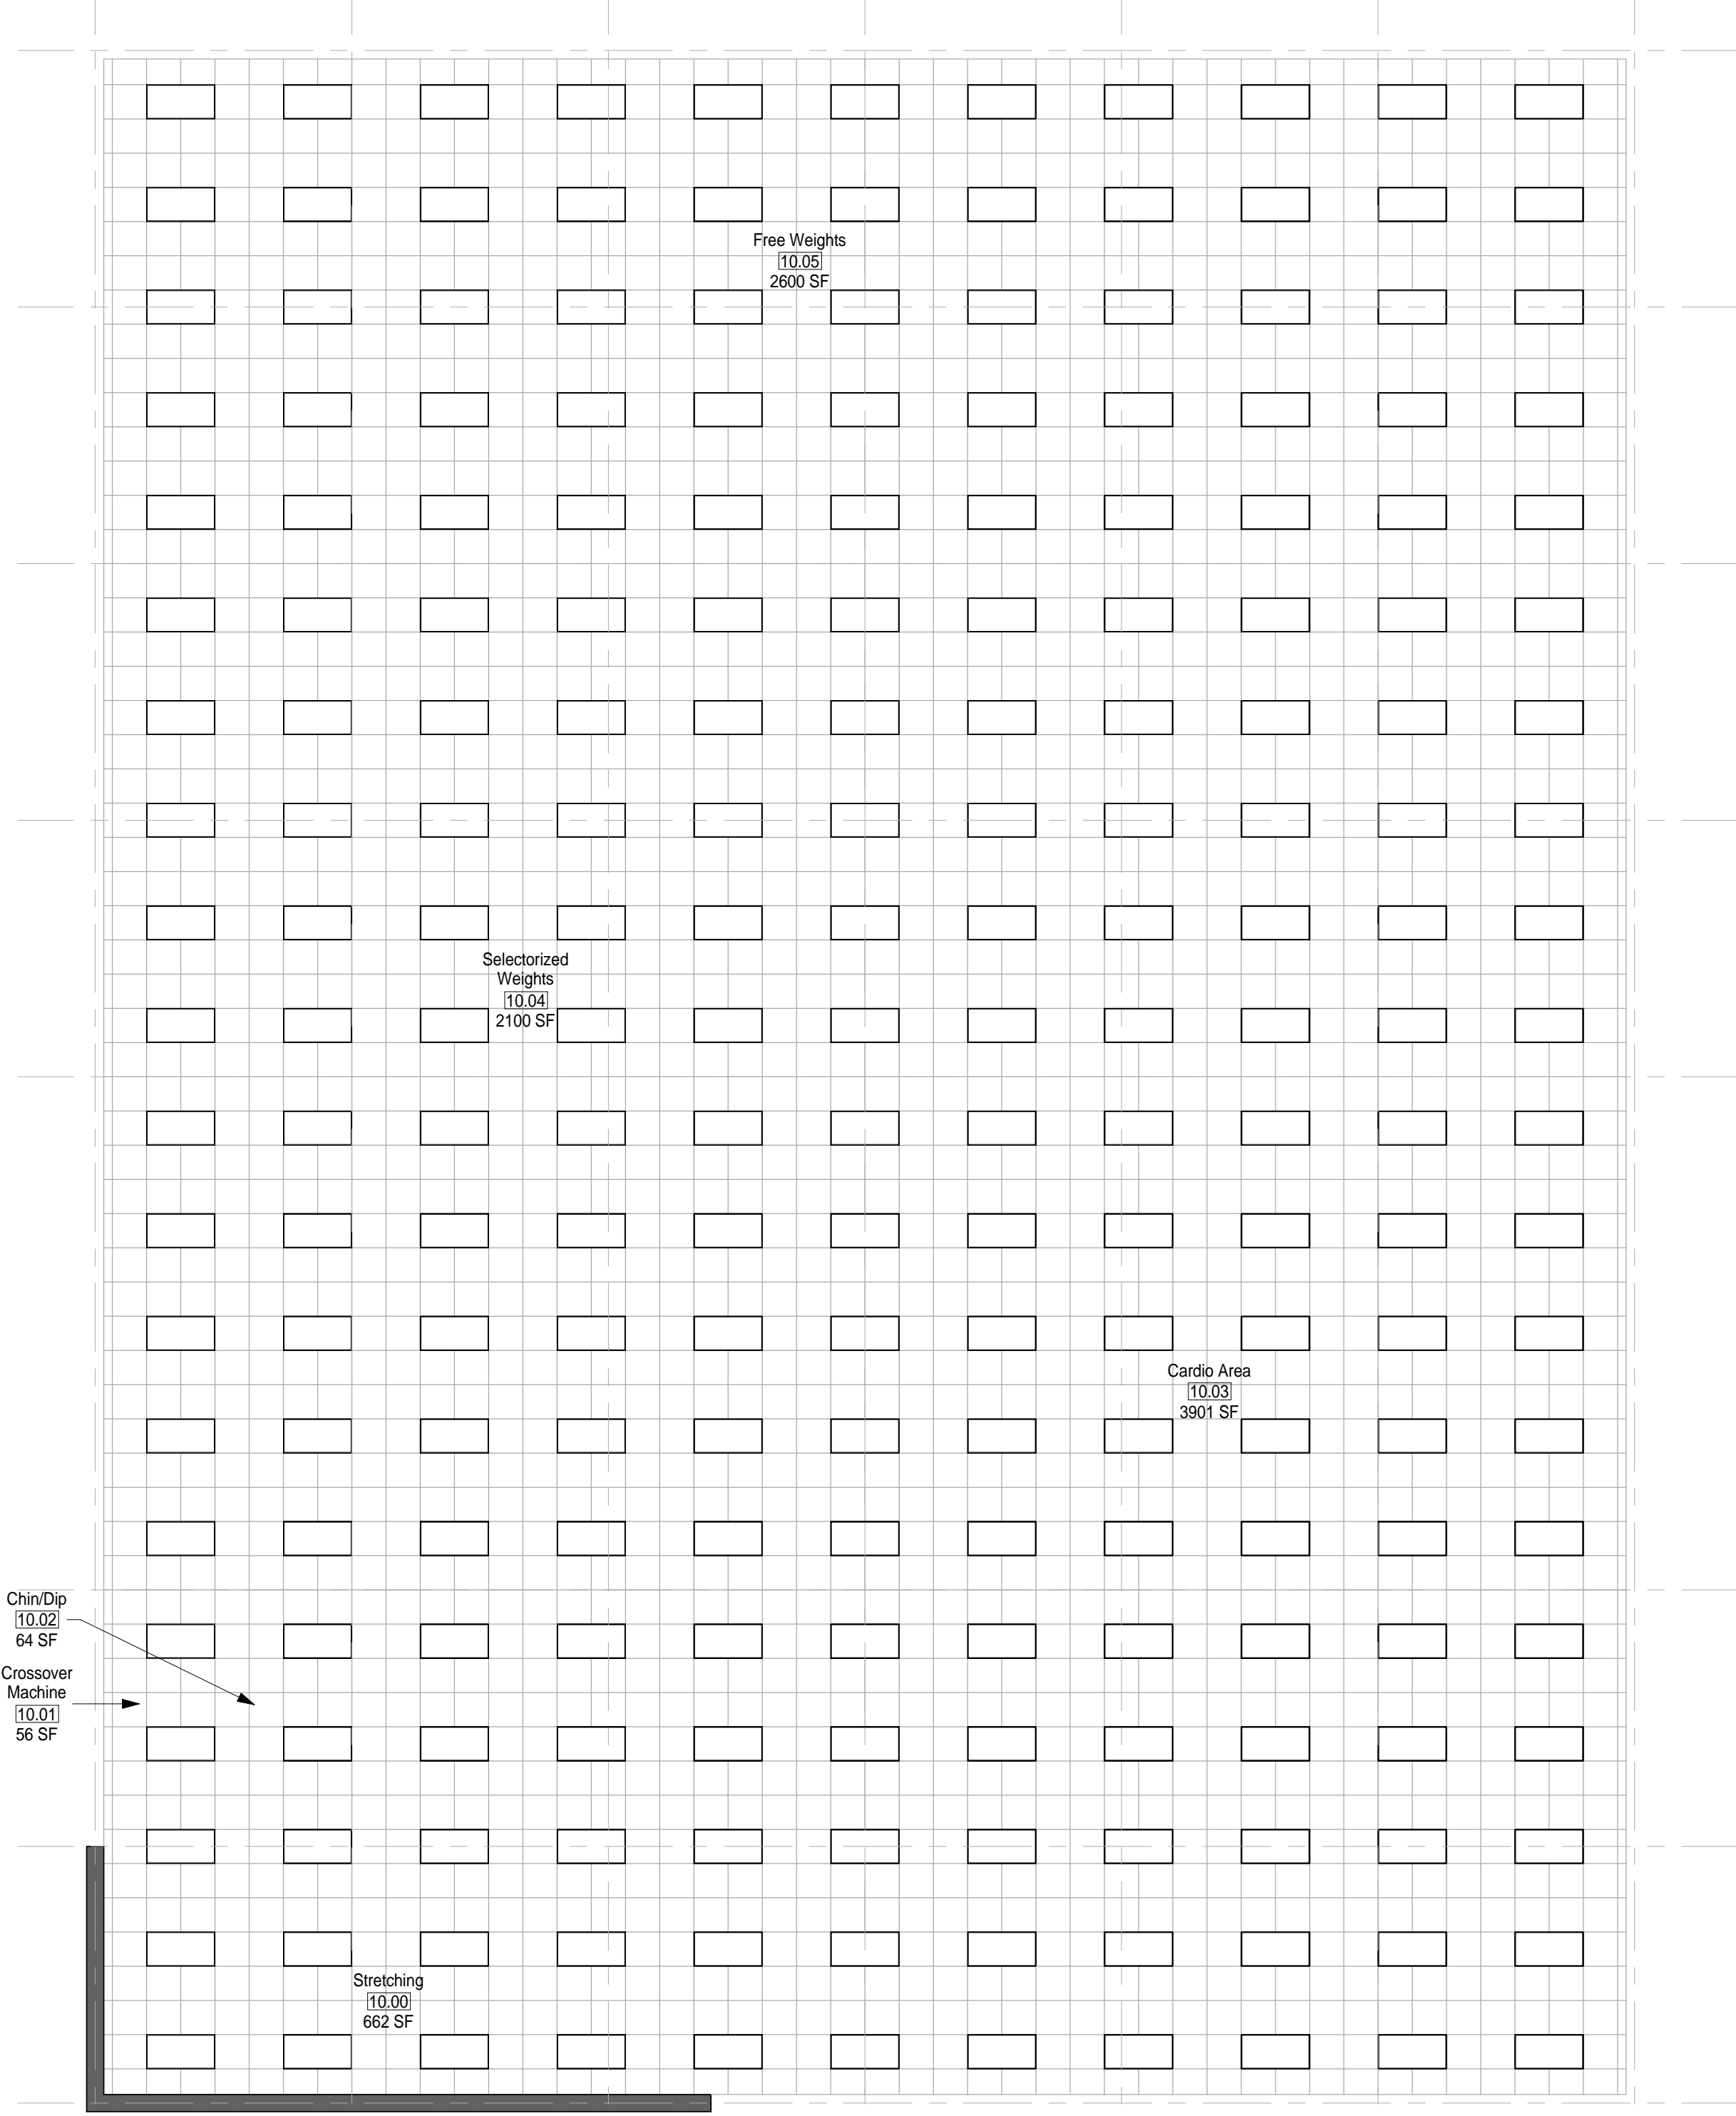 Free Weights
10.05
2600 SF
Selectorized
Weights
10.04
2100 SF
Cardio Area
10.03
3901 SF
Chin/Dip
10.02
64 SF
Crossover
Machine
10.01
56 SF
Stretching
10.00
662 SF